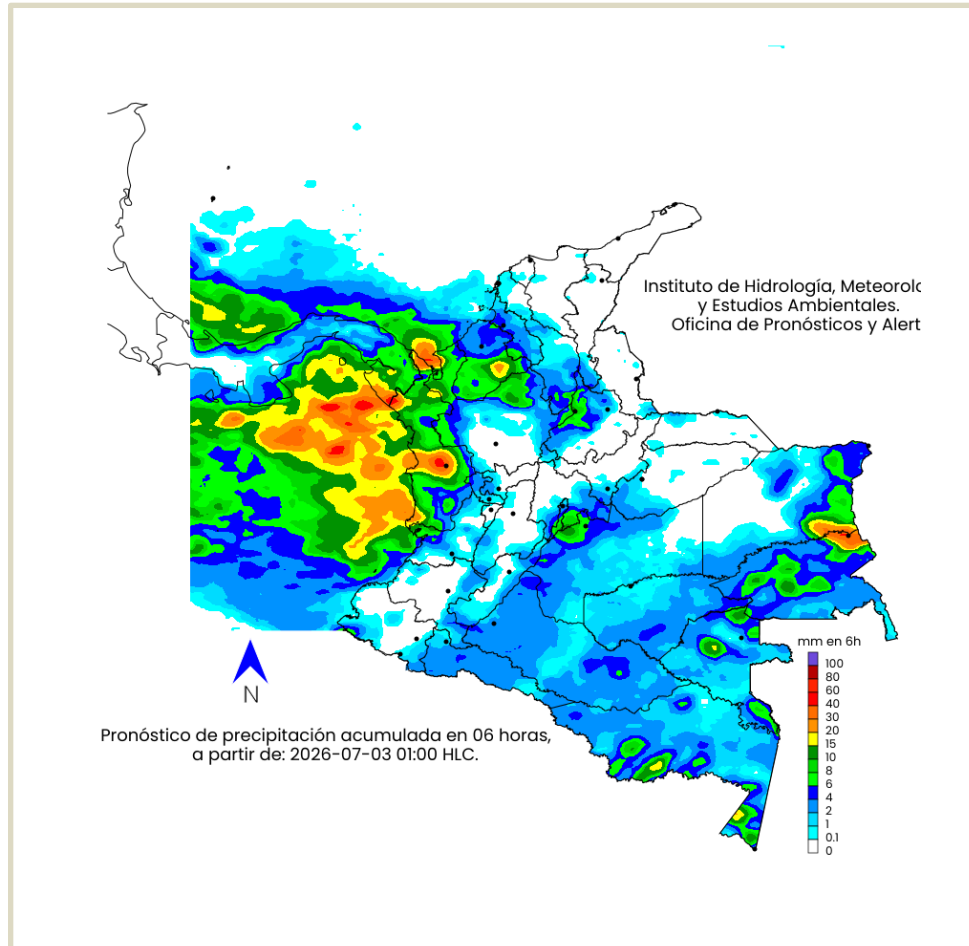 Instituto de Hidrología, Meteorolo
y Estudios Ambientales.
Oficina de Pronósticos y Alert
mm en 6h
100
80
60
40
30
20
15
10
8
6
4
2
1
0.1
0
N
Pronóstico de precipitación acumulada en 06 horas,
a partir de: 2026-07-03 01:00 HLC.